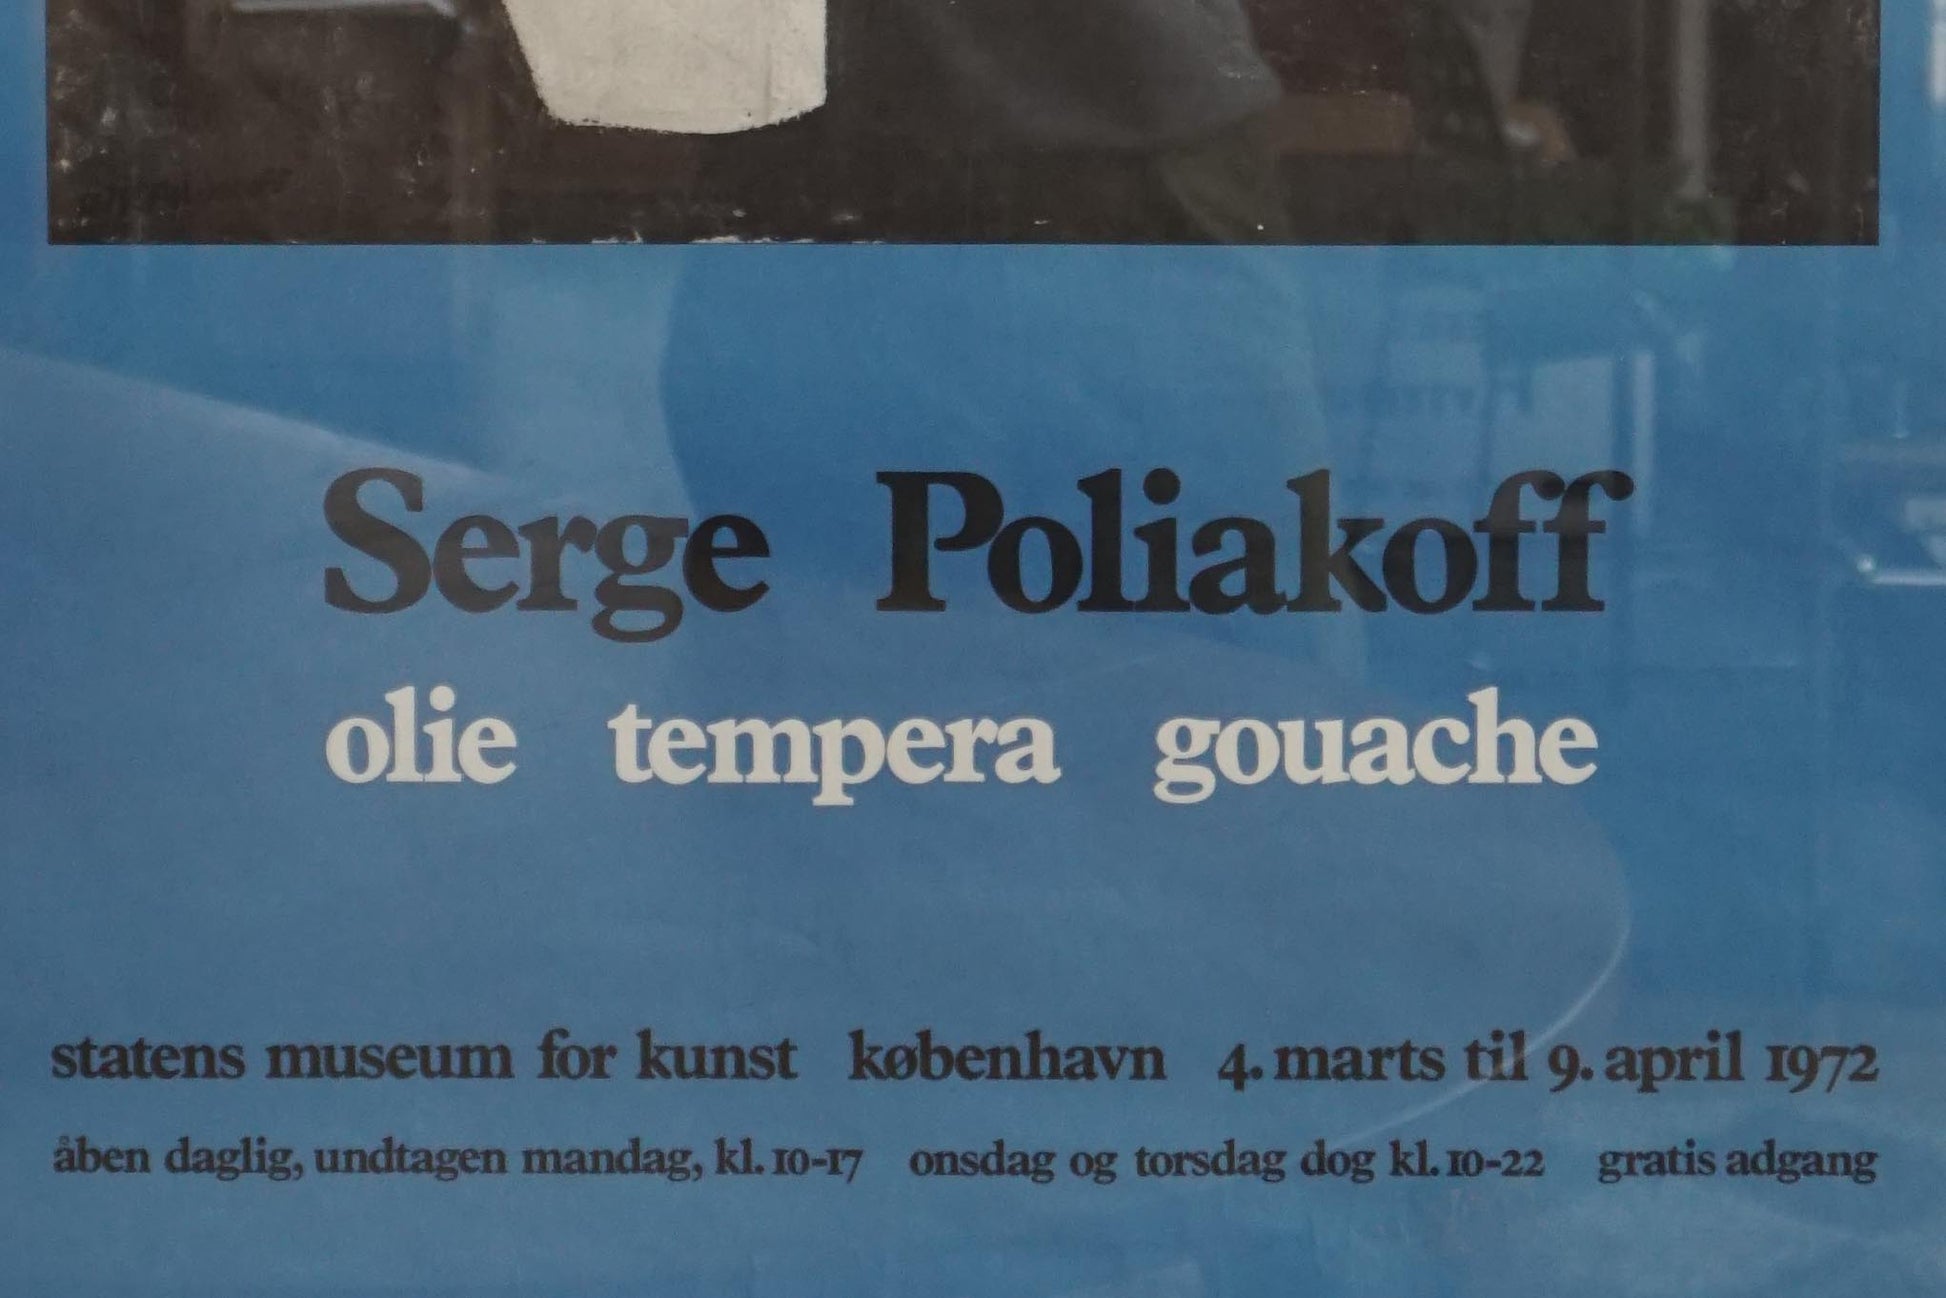 Serge Poliakoff
olie tempera gouache
statens museum for kunst københavn 4. marts til 9. april 1972
åben daglig, undtagen mandag, kl. 10-17 onsdag og torsdag dog kl. 10-22 gratis adgang